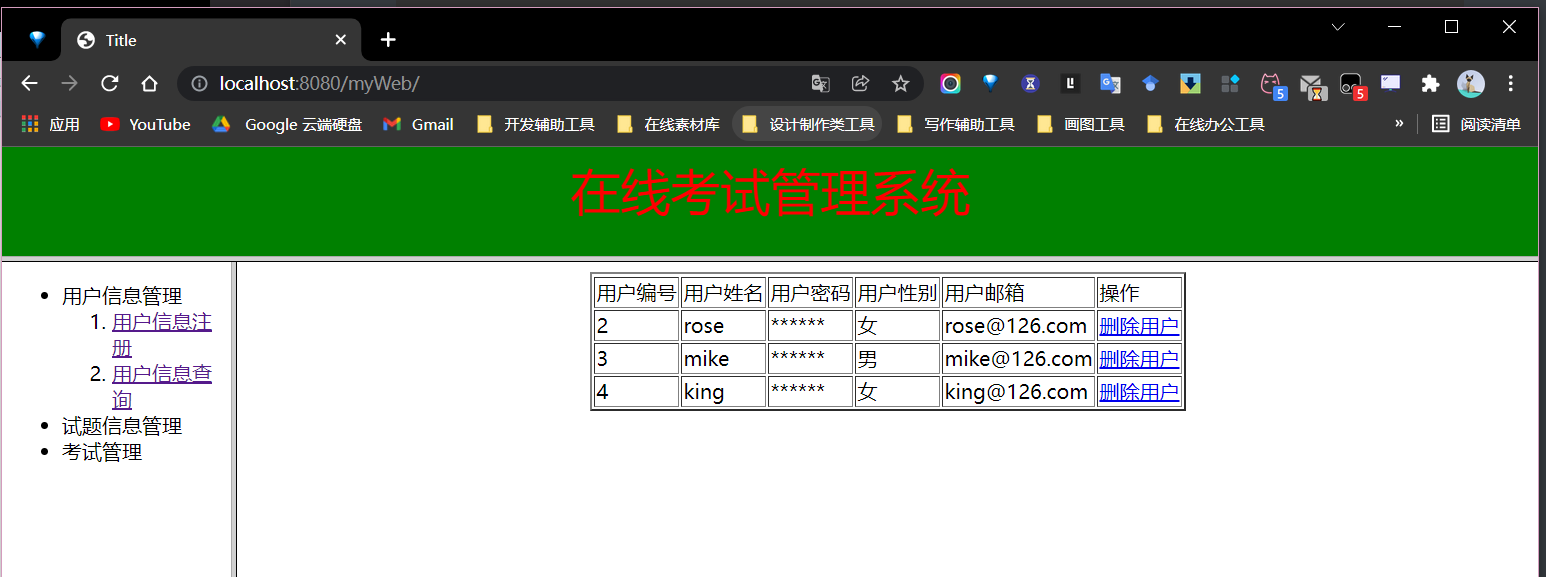 Title
localhost:8080/myWeb/
5
5
应用 YouTube Google 云端硬盘 Gmail 开发辅助工具 在线素材库 设计制作类工具 写作辅助工具 画图工具 在线办公工具 » 阅读清单
在线考试管理系统
用户信息管理
1. 用户信息注
册
2. 用户信息查
询
试题信息管理
考试管理
用户编号 用户姓名 用户密码 用户性别 用户邮箱 操作
2 rose ****** 女 rose@126.com 删除用户
3 mike ****** 男 mike@126.com 删除用户
4 king ****** 女 king@126.com 删除用户